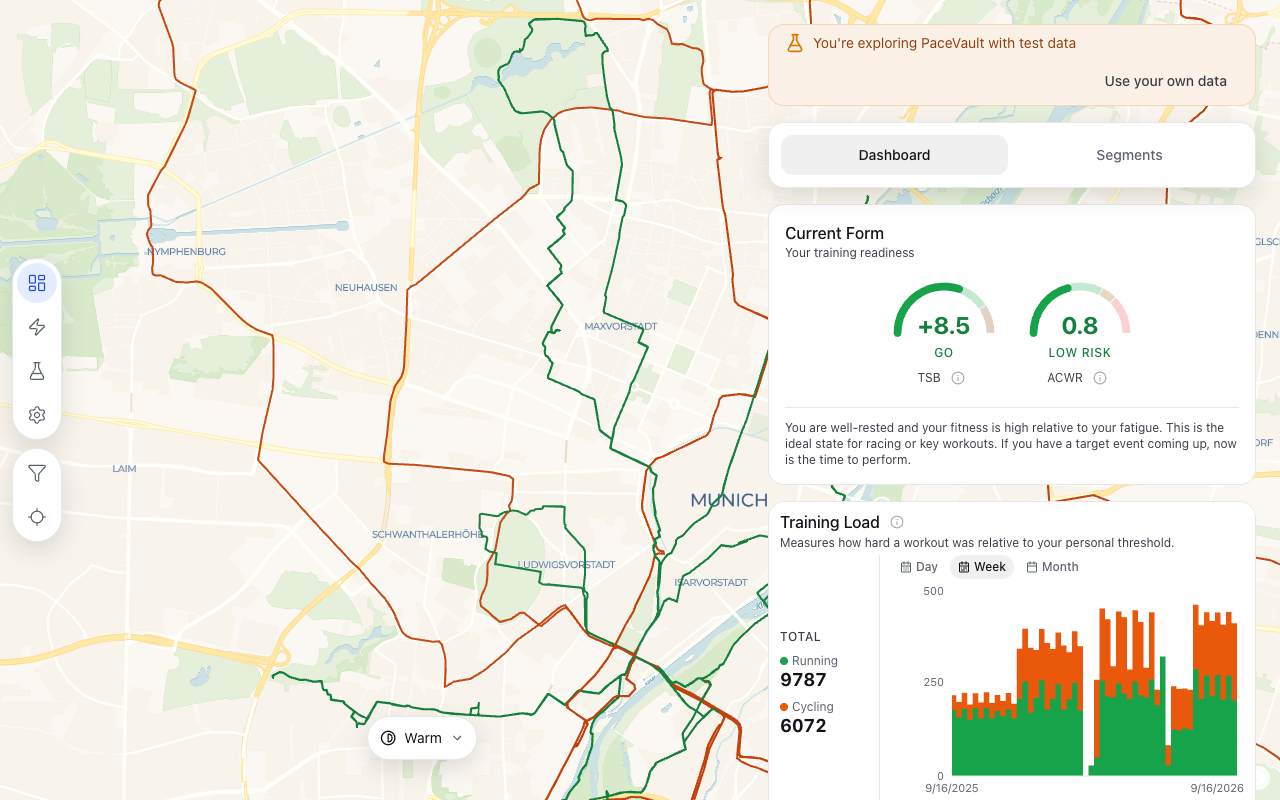 You're exploring PaceVault with test data
Use your own data
Dashboard
Segments
Current Form
Your training readiness
+8.5
0.8
GO
LOW RISK
TSB
ACWR
You are well-rested and your fitness is high relative to your fatigue. This is the
ideal state for racing or key workouts. If you have a target event coming up, now
is the time to perform.
Training Load
Measures how hard a workout was relative to your personal threshold.
Day
Week
Month
TOTAL
Running
9787
Cycling
6072
500
250
0
9/16/2025
9/16/2026
NYMPHENBURG
NEUHAUSEN
MAXVORSTADT
LAIM
MUNICH
SCHWANTHALERHÖHE
LUDWIGSVORSTADT
ISARVORSTADT
Warm